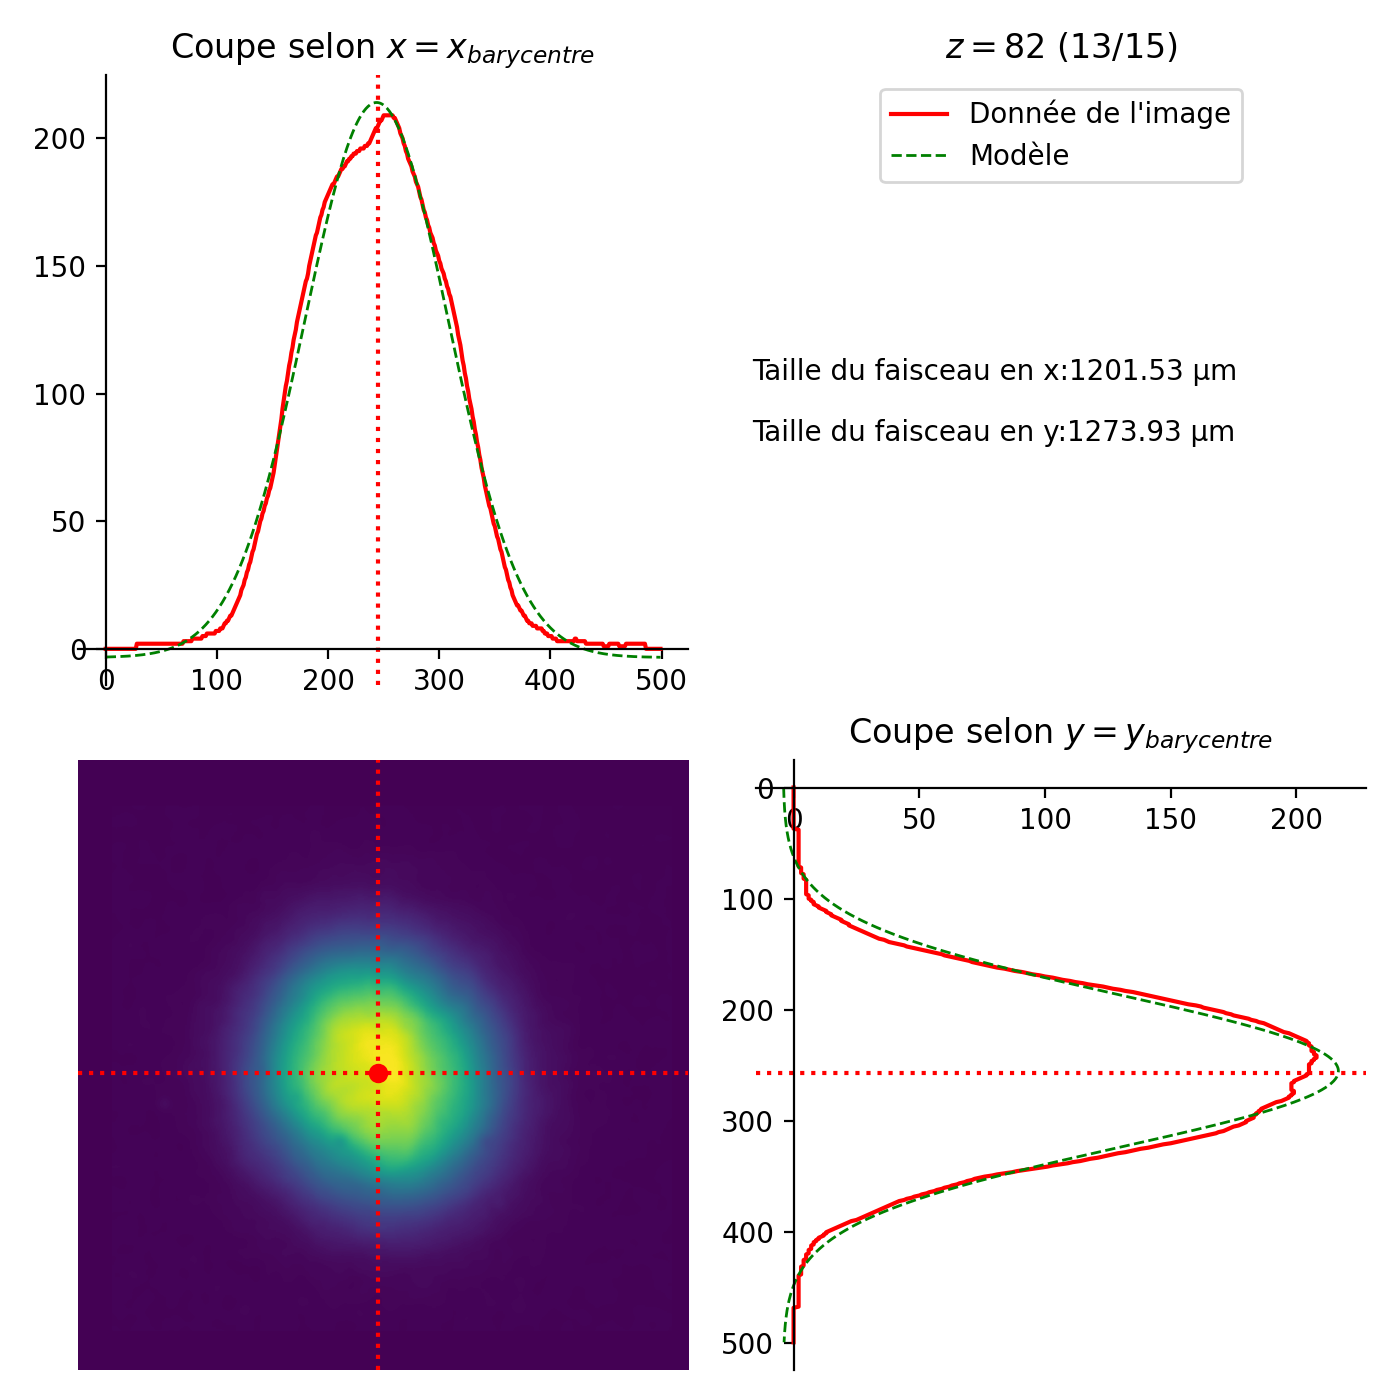 Coupe selon x = x_barycentre
200
150
100
50
0
0 100 200 300 400 500
z = 82 (13/15)
Donnée de l'image
Modèle
Taille du faisceau en x:1201.53 µm
Taille du faisceau en y:1273.93 µm
Coupe selon y = y_barycentre
0
0 50 100 150 200
100
200
300
400
500